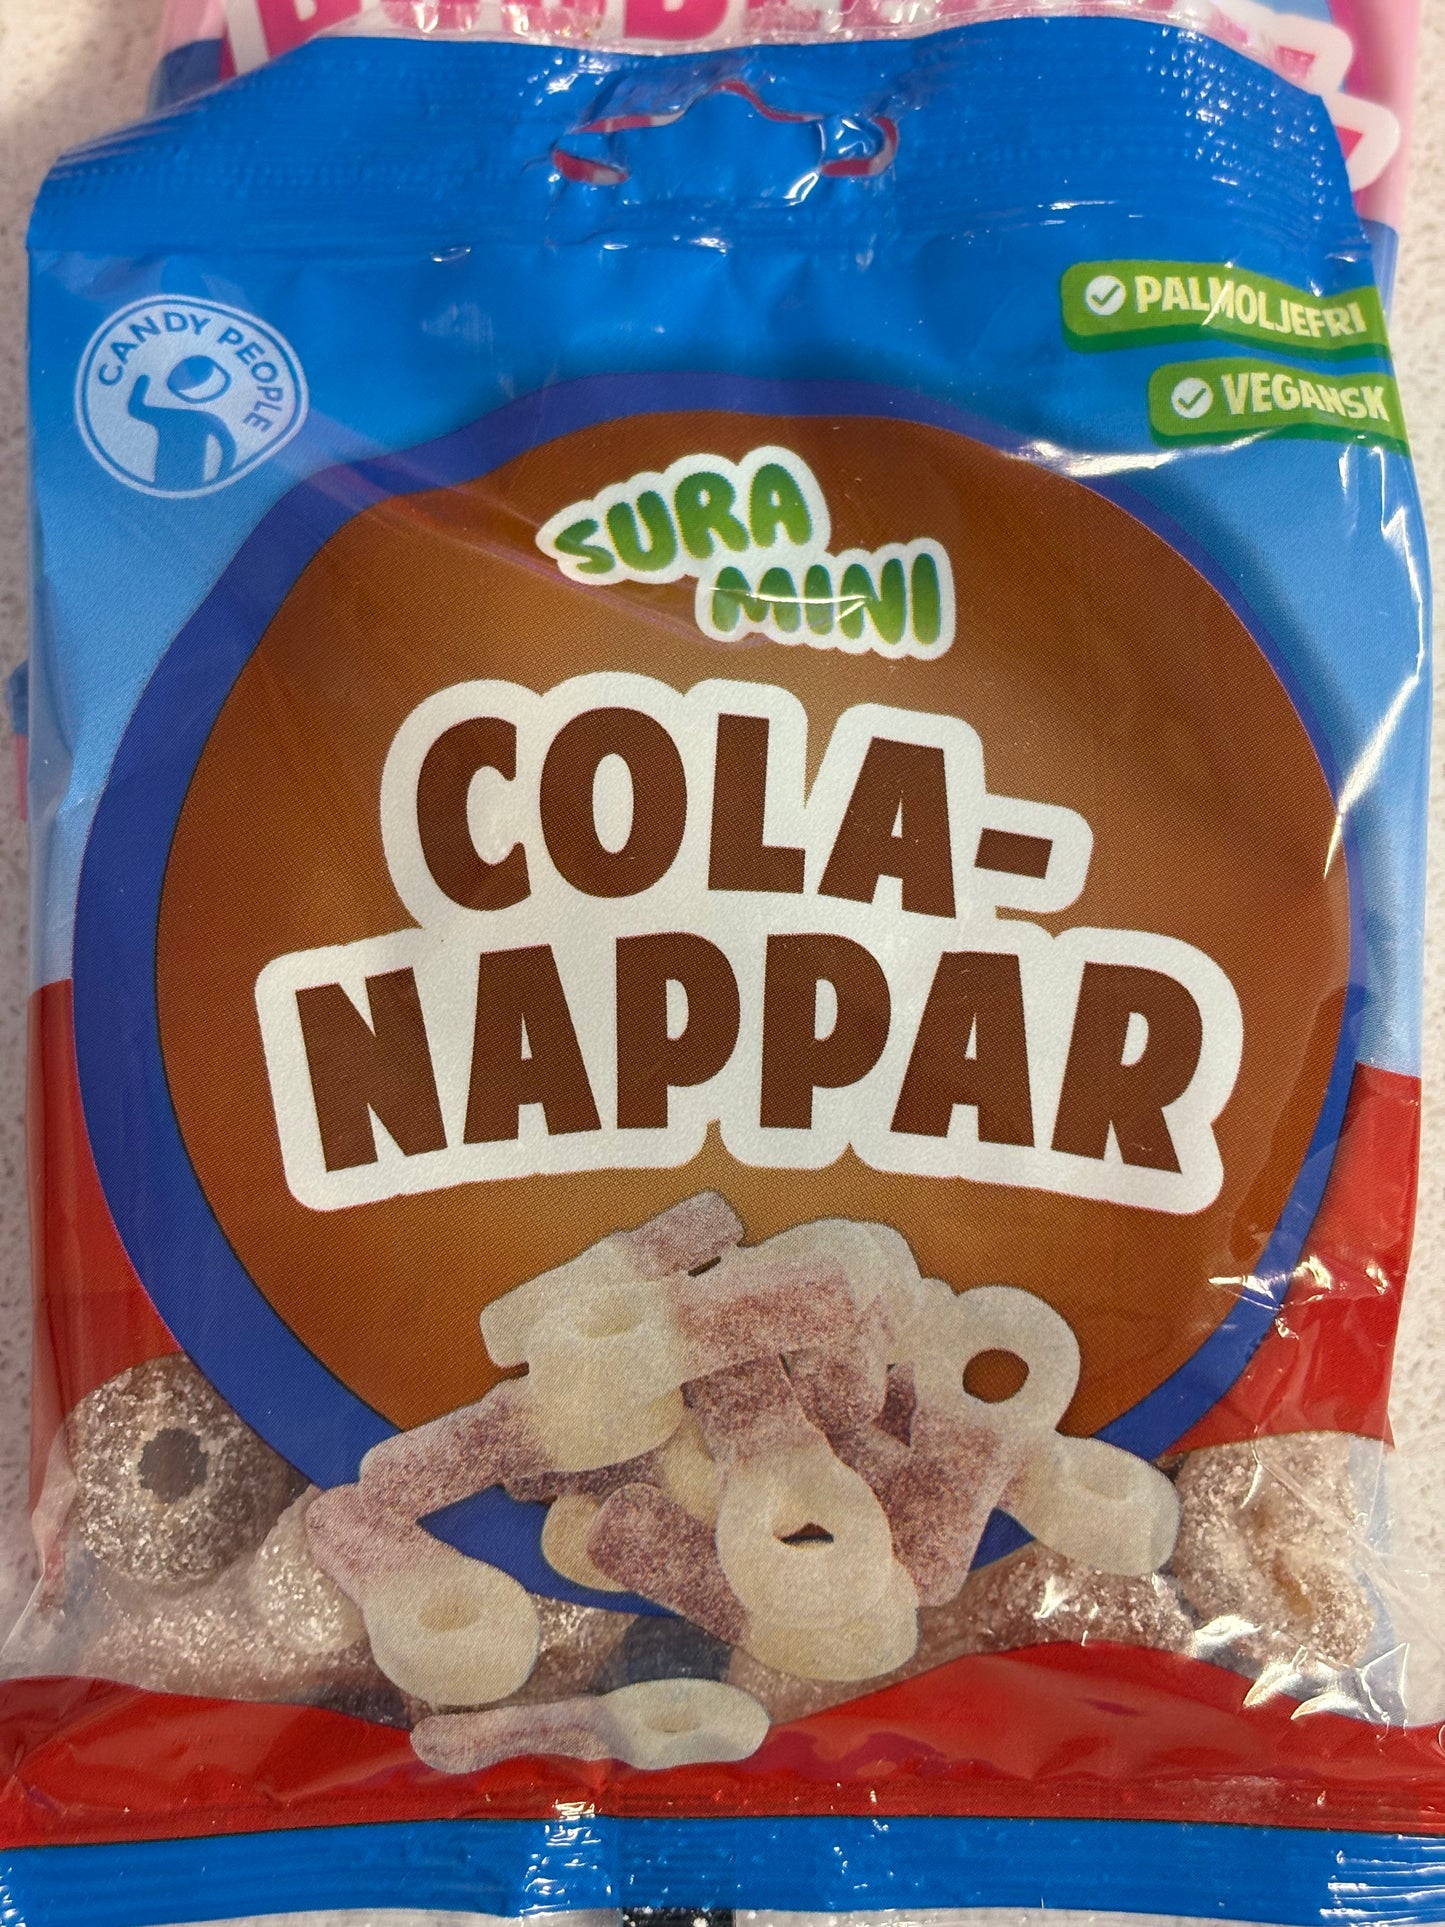 CANDY PEOPLE
PALMOLJEFRI
VEGANSK
SURA
MINI
COLA-
NAPPAR